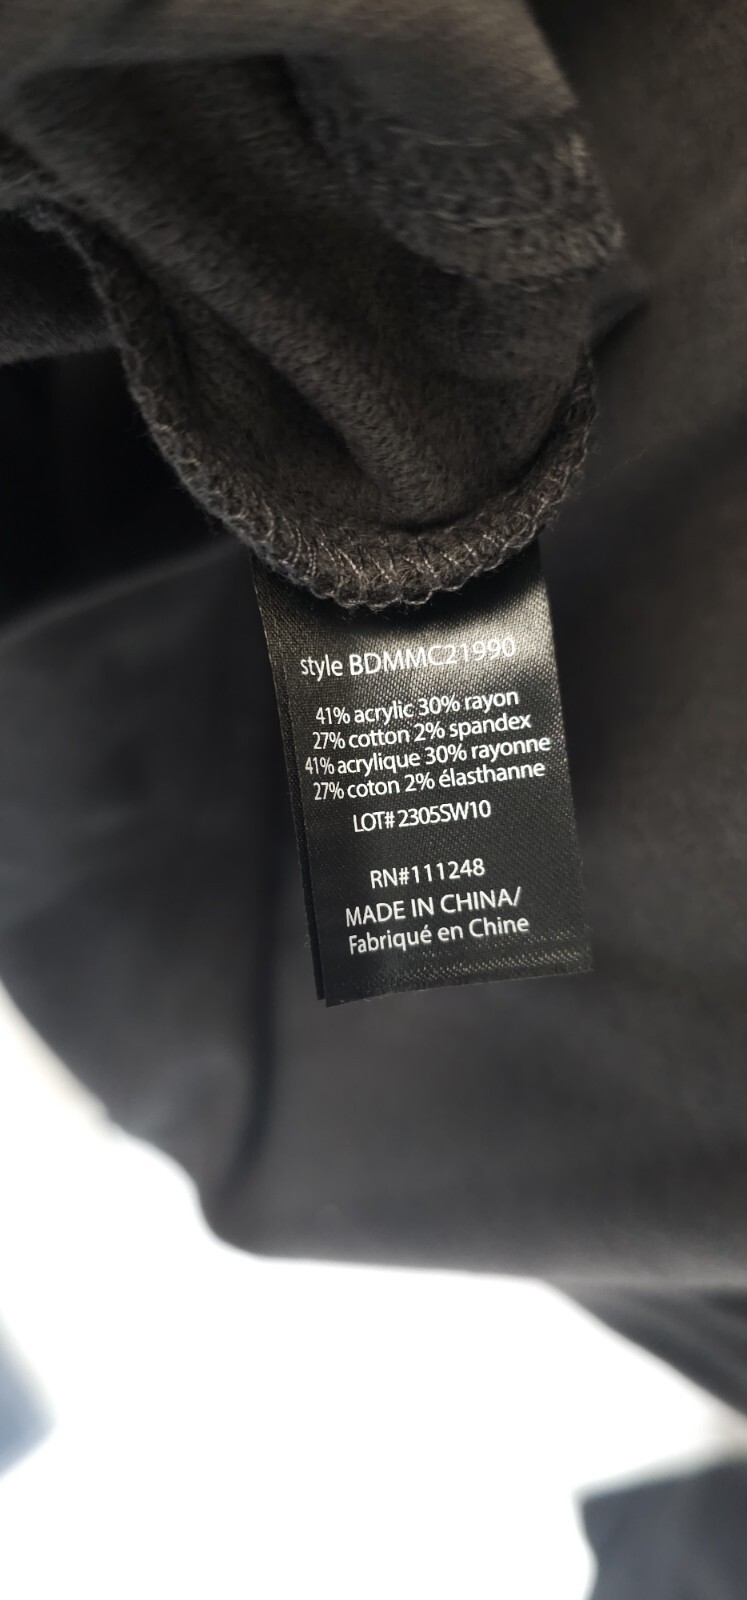 style BDMMC21990
41% acrylic 30% rayon
27% cotton 2% spandex
41% acrylique 30% rayonne
27% coton 2% élasthanne
LOT# 2305SW10
RN#111248
MADE IN CHINA/
Fabriqué en Chine